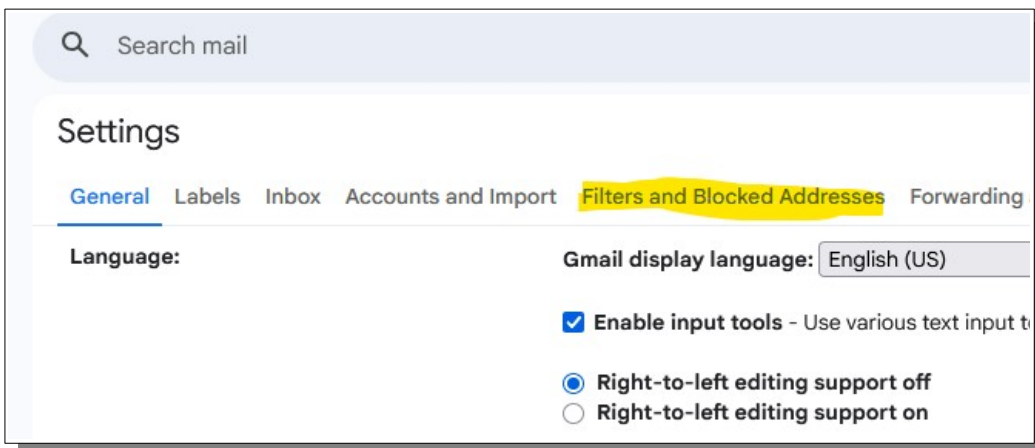 Search mail
Settings
General Labels Inbox Accounts and Import Filters and Blocked Addresses Forwarding
Language:
Gmail display language: English (US)
Enable input tools - Use various text input
Right-to-left editing support off
Right-to-left editing support on